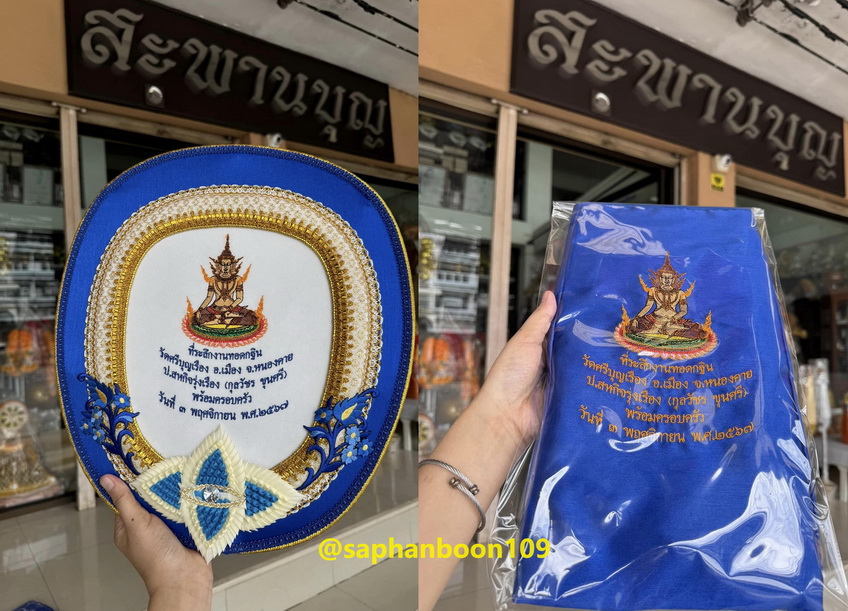 สะพานบุญ
ที่ระลึกงานทอดกฐิน
วัดศรีบุญเรือง อ.เมือง จ.หนองคาย
ป.สหกิจรุ่งเรือง (กุลวัชร ขุนศรี)
พร้อมครอบครัว
วันที่ ๓ พฤศจิกายน พ.ศ.๒๕๖๗
สะพานบุญ
ที่ระลึกงานทอดกฐิน
วัดศรีบุญเรือง อ.เมือง จ.หนองคาย
ป.สหกิจรุ่งเรือง (กุลวัชร ขุนศรี)
พร้อมครอบครัว
วันที่ ๓ พฤศจิกายน พ.ศ.๒๕๖๗
@saphanboon109